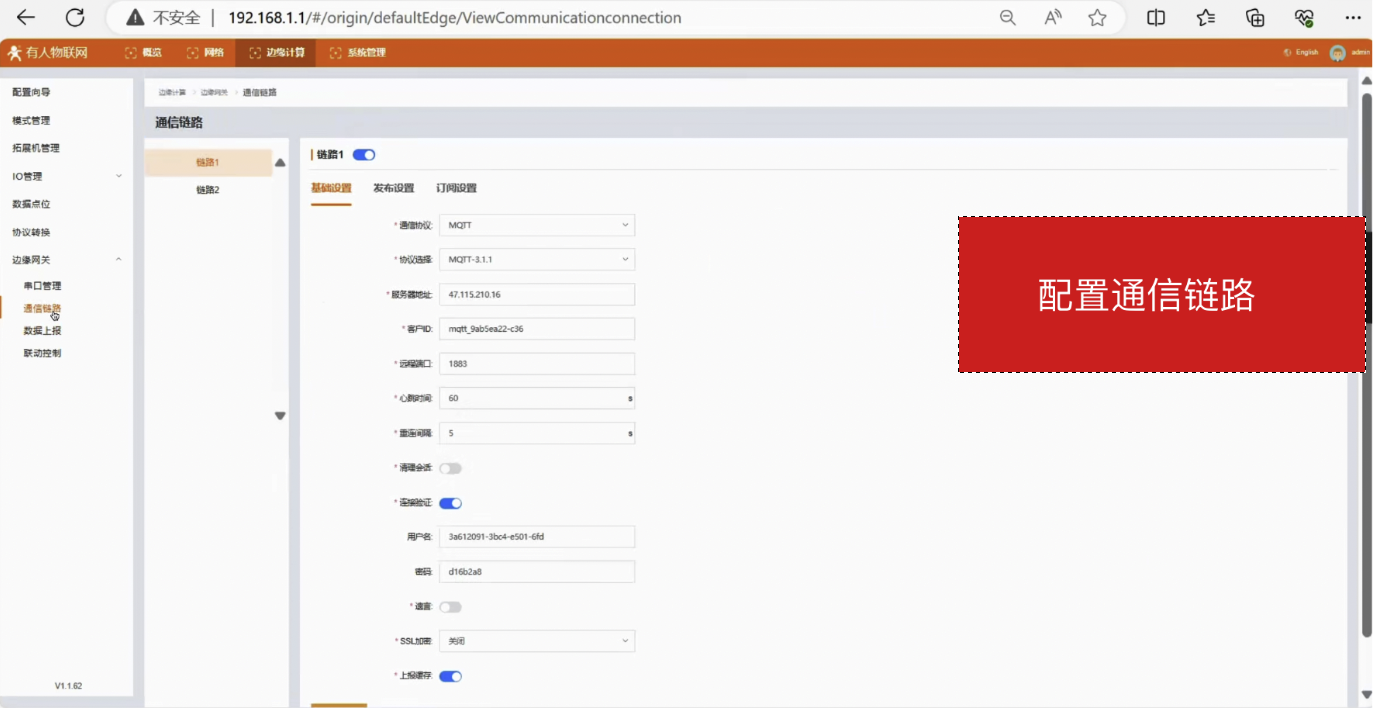 不安全 192.168.1.1/#/origin/defaultEdge/ViewCommunicationconnection
有人物联网 概览 网络 边缘计算 系统管理 English admin
配置向导
模式管理
拓展机管理
IO管理
数据点位
协议转换
边缘网关
串口管理
通信链路
数据上报
联动控制
V1.1.62
边缘计算 > 边缘网关 > 通信链路
通信链路
链路1
链路2
链路1
基础设置 发布设置 订阅设置
* 通信协议: MQTT
* 协议选择: MQTT-3.1.1
* 服务器地址: 47.115.210.16
* 客户ID: mqtt_9ab5ea22-c36
* 远程端口: 1883
* 心跳时间: 60 s
* 重连间隔: 5 s
* 清理会话:
* 连接验证:
用户名: 3a612091-3bc4-e501-6fd
密码: d16b2a8
* 遗言:
* SSL加密: 关闭
* 上报缓存:
配置通信链路